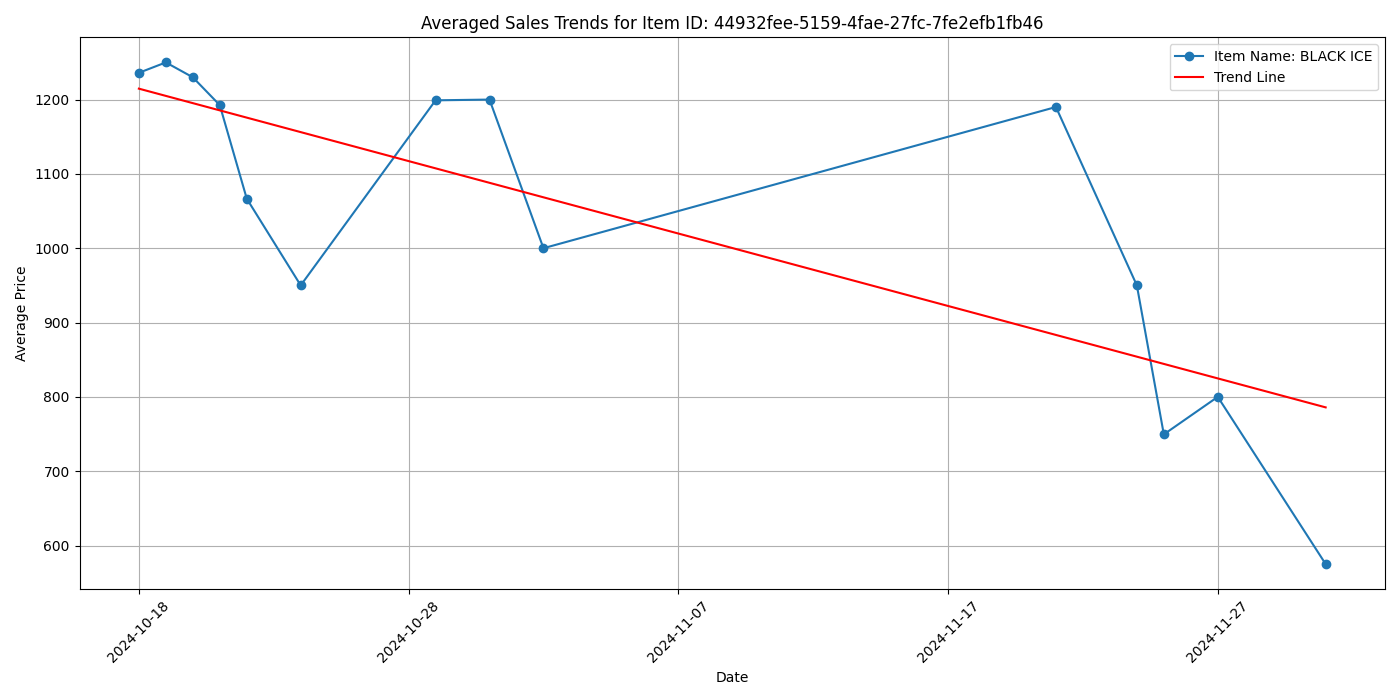 Averaged Sales Trends for Item ID: 44932fee-5159-4fae-27fc-7fe2efb1fb46
Item Name: BLACK ICE
Trend Line
Average Price
1200
1100
1000
900
800
700
600
2024-10-18
2024-10-28
2024-11-07
2024-11-17
2024-11-27
Date